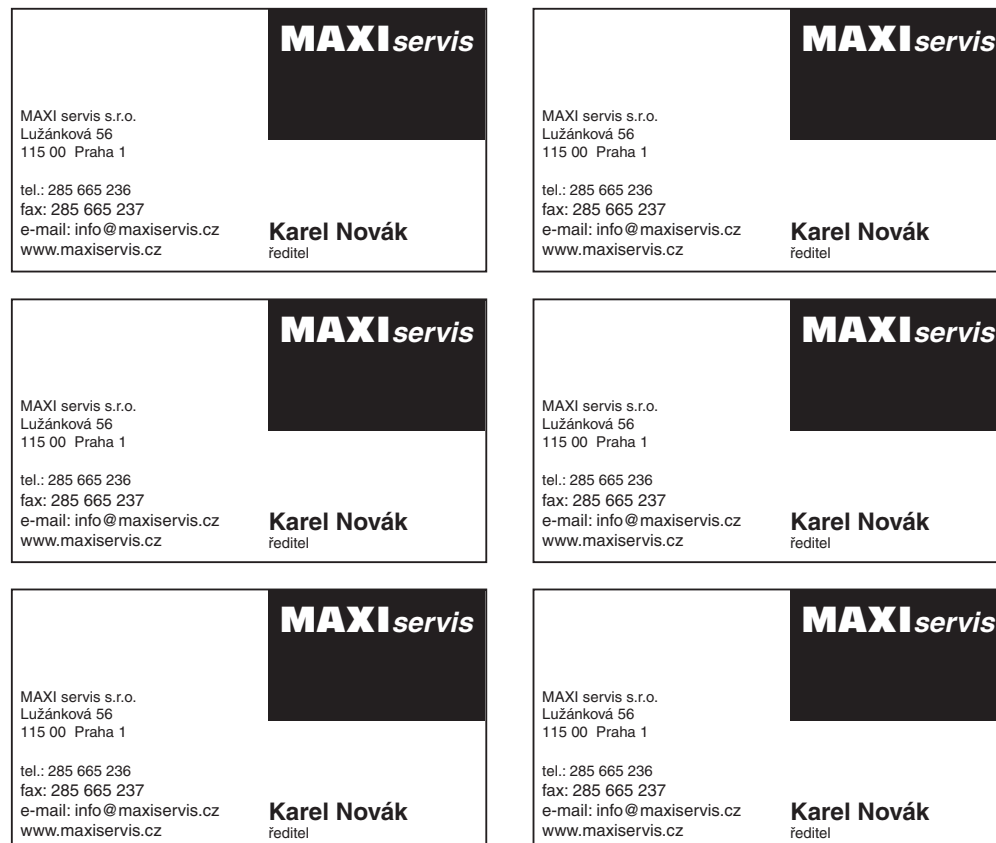 MAXIservis
MAXI servis s.r.o.
Lužánková 56
115 00 Praha 1
tel.: 285 665 236
fax: 285 665 237
e-mail: info@maxiservis.cz
www.maxiservis.cz
Karel Novák
ředitel
MAXIservis
MAXI servis s.r.o.
Lužánková 56
115 00 Praha 1
tel.: 285 665 236
fax: 285 665 237
e-mail: info@maxiservis.cz
www.maxiservis.cz
Karel Novák
ředitel
MAXIservis
MAXI servis s.r.o.
Lužánková 56
115 00 Praha 1
tel.: 285 665 236
fax: 285 665 237
e-mail: info@maxiservis.cz
www.maxiservis.cz
Karel Novák
ředitel
MAXIservis
MAXI servis s.r.o.
Lužánková 56
115 00 Praha 1
tel.: 285 665 236
fax: 285 665 237
e-mail: info@maxiservis.cz
www.maxiservis.cz
Karel Novák
ředitel
MAXIservis
MAXI servis s.r.o.
Lužánková 56
115 00 Praha 1
tel.: 285 665 236
fax: 285 665 237
e-mail: info@maxiservis.cz
www.maxiservis.cz
Karel Novák
ředitel
MAXIservis
MAXI servis s.r.o.
Lužánková 56
115 00 Praha 1
tel.: 285 665 236
fax: 285 665 237
e-mail: info@maxiservis.cz
www.maxiservis.cz
Karel Novák
ředitel